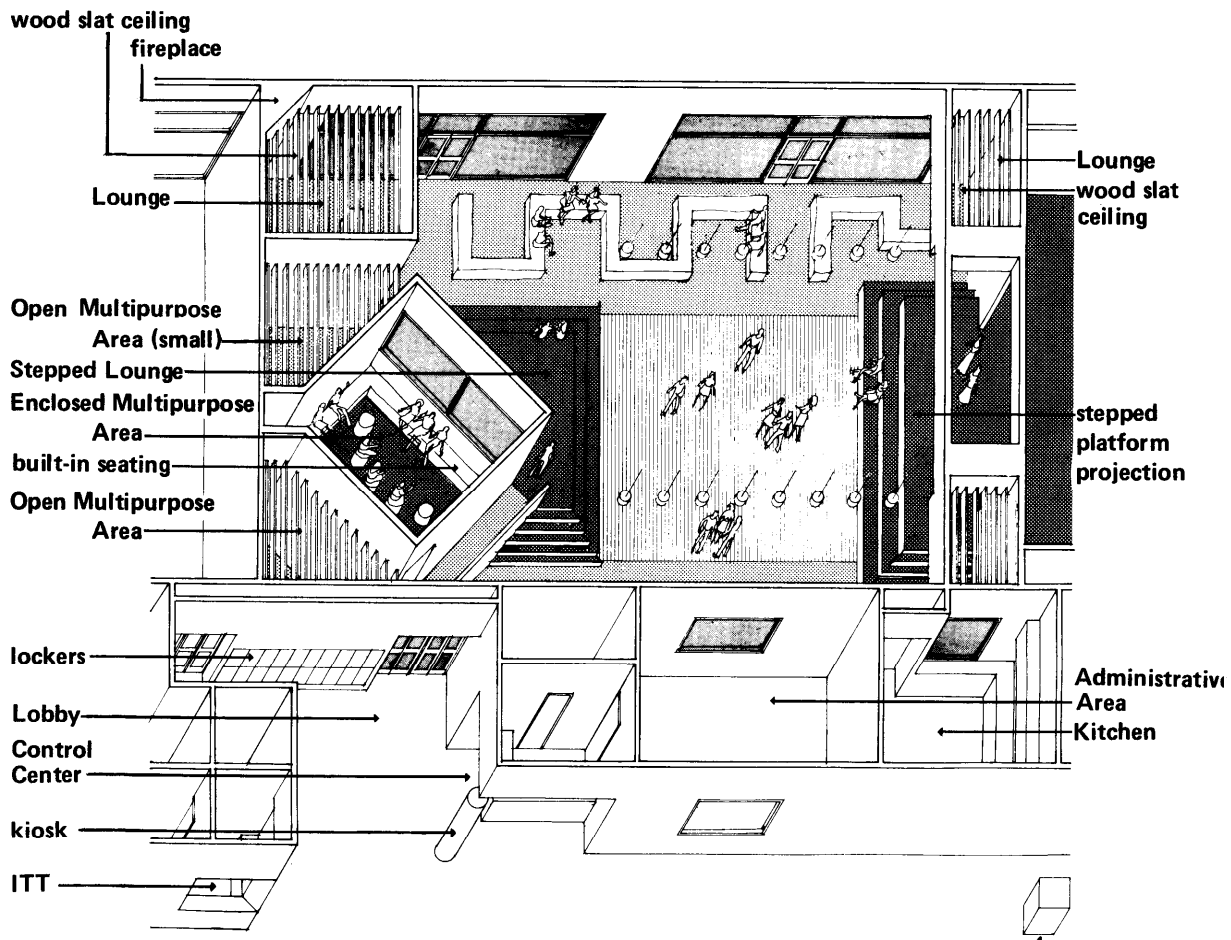 wood slat ceiling
fireplace
Lounge
Open Multipurpose
Area (small)
Stepped Lounge
Enclosed Multipurpose
Area
built-in seating
Open Multipurpose
Area
lockers
Lobby
Control
Center
kiosk
ITT
Lounge
wood slat
ceiling
stepped
platform
projection
Administrative
Area
Kitchen